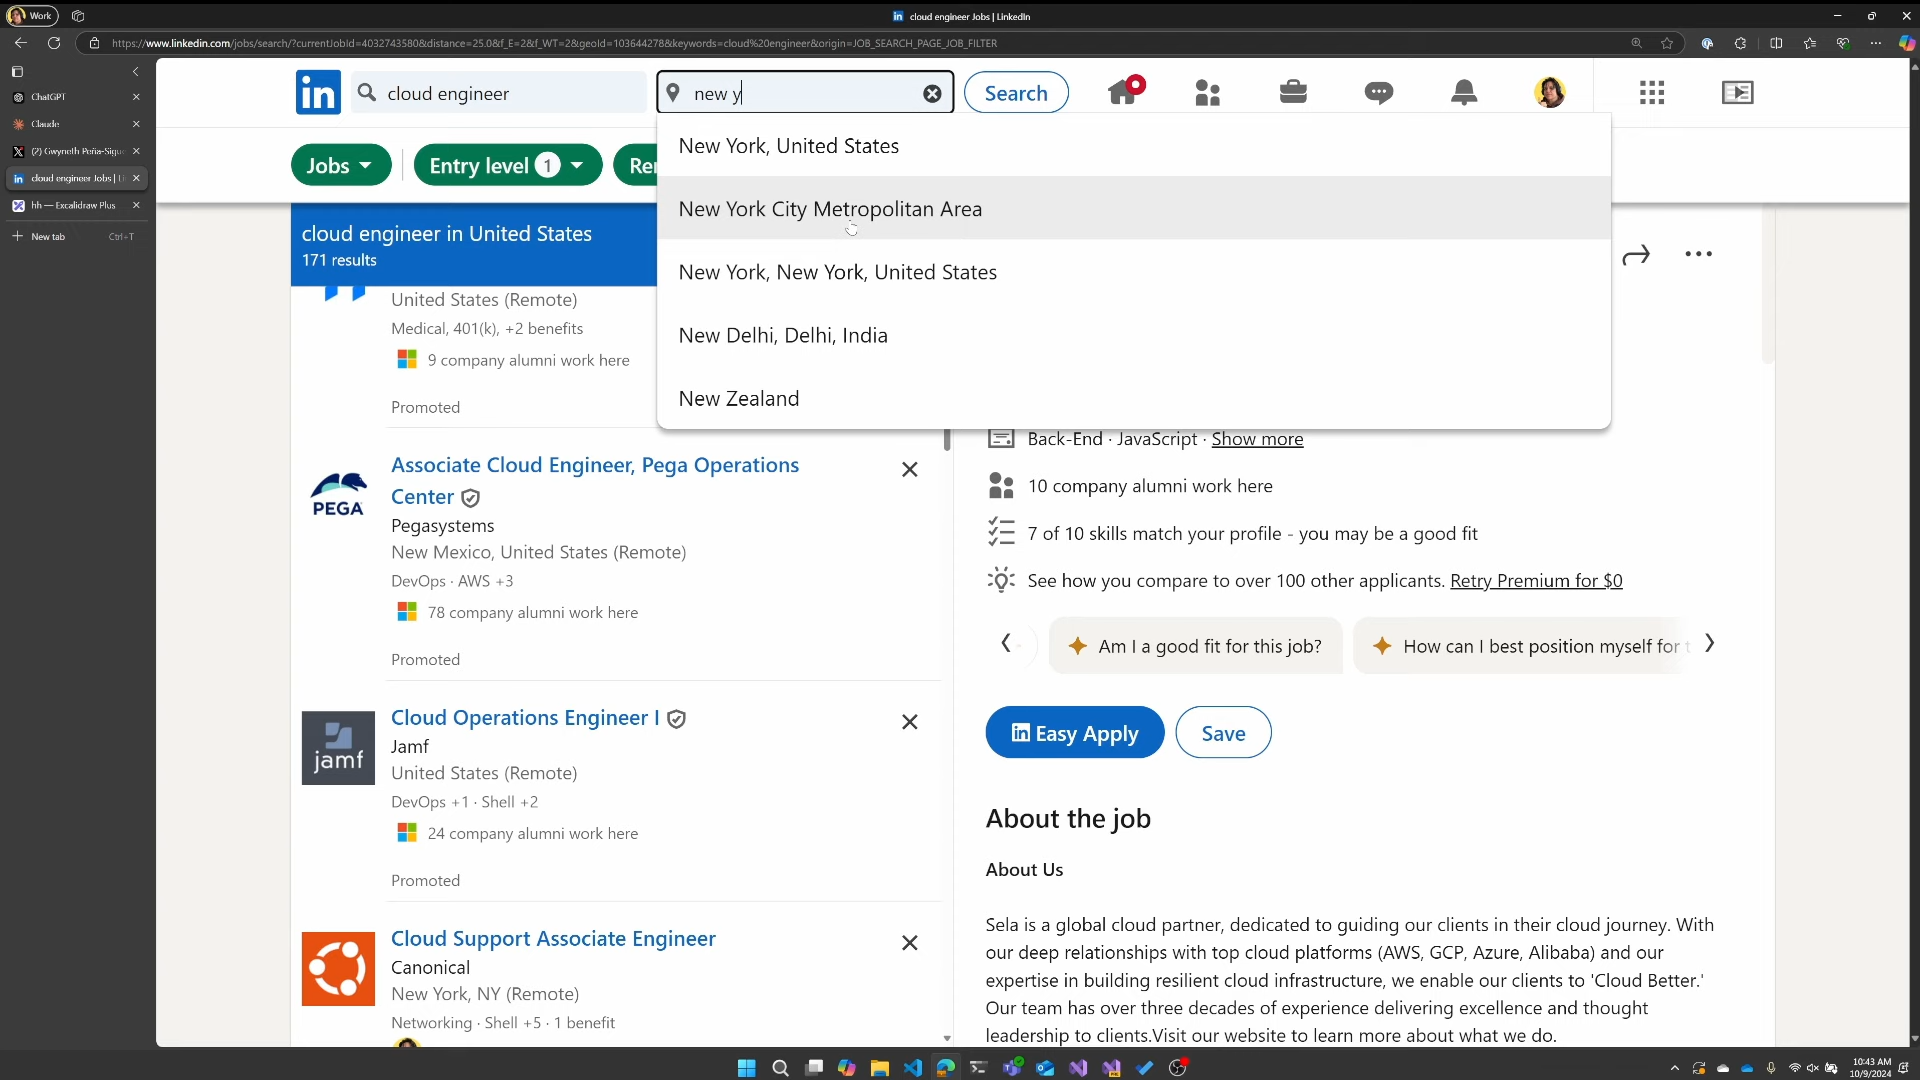 Work
cloud engineer Jobs | LinkedIn
https://www.linkedin.com/jobs/search/?currentJobId=4032743580&distance=25.0&f_E=2&f_WT=2&geoId=103644278&keywords=cloud%20engineer&origin=JOB_SEARCH_PAGE_JOB_FILTER
ChatGPT
Claude
(2) Gwyneth Peña-Sigu
cloud engineer Jobs | Li
hh — Excalidraw Plus
New tab Ctrl+T
in
cloud engineer
new y
Search
Jobs
Entry level 1
Re
New York, United States
New York City Metropolitan Area
New York, New York, United States
New Delhi, Delhi, India
New Zealand
cloud engineer in United States
171 results
United States (Remote)
Medical, 401(k), +2 benefits
9 company alumni work here
Promoted
PEGA
Associate Cloud Engineer, Pega Operations
Center
Pegasystems
New Mexico, United States (Remote)
DevOps · AWS +3
78 company alumni work here
Promoted
jamf
Cloud Operations Engineer I
Jamf
United States (Remote)
DevOps +1 · Shell +2
24 company alumni work here
Promoted
Cloud Support Associate Engineer
Canonical
New York, NY (Remote)
Networking · Shell +5 · 1 benefit
Back-End · JavaScript · Show more
10 company alumni work here
7 of 10 skills match your profile - you may be a good fit
See how you compare to over 100 other applicants. Retry Premium for $0
Am I a good fit for this job?
How can I best position myself for t
Easy Apply
Save
About the job
About Us
Sela is a global cloud partner, dedicated to guiding our clients in their cloud journey. With
our deep relationships with top cloud platforms (AWS, GCP, Azure, Alibaba) and our
expertise in building resilient cloud infrastructure, we enable our clients to 'Cloud Better.'
Our team has over three decades of experience delivering excellence and thought
leadership to clients.Visit our website to learn more about what we do.
10:43 AM
10/9/2024